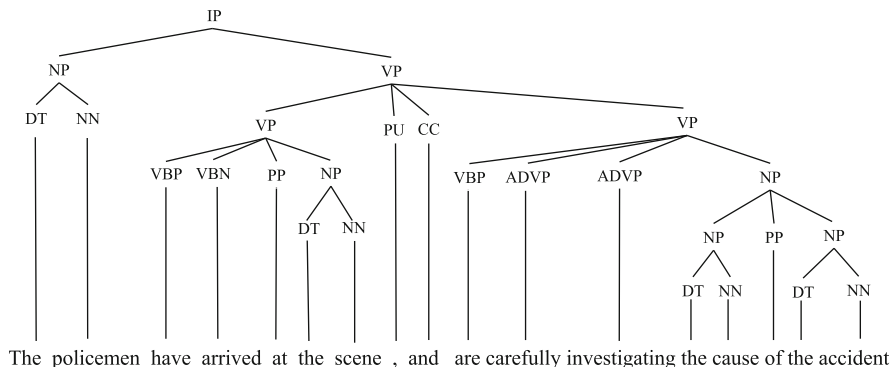 IP
NP VP
DT NN VP PU CC VP
VBP VBN PP NP VBP ADVP ADVP NP
DT NN NP PP NP
DT NN DT NN
The policemen have arrived at the scene , and are carefully investigating the cause of the accident